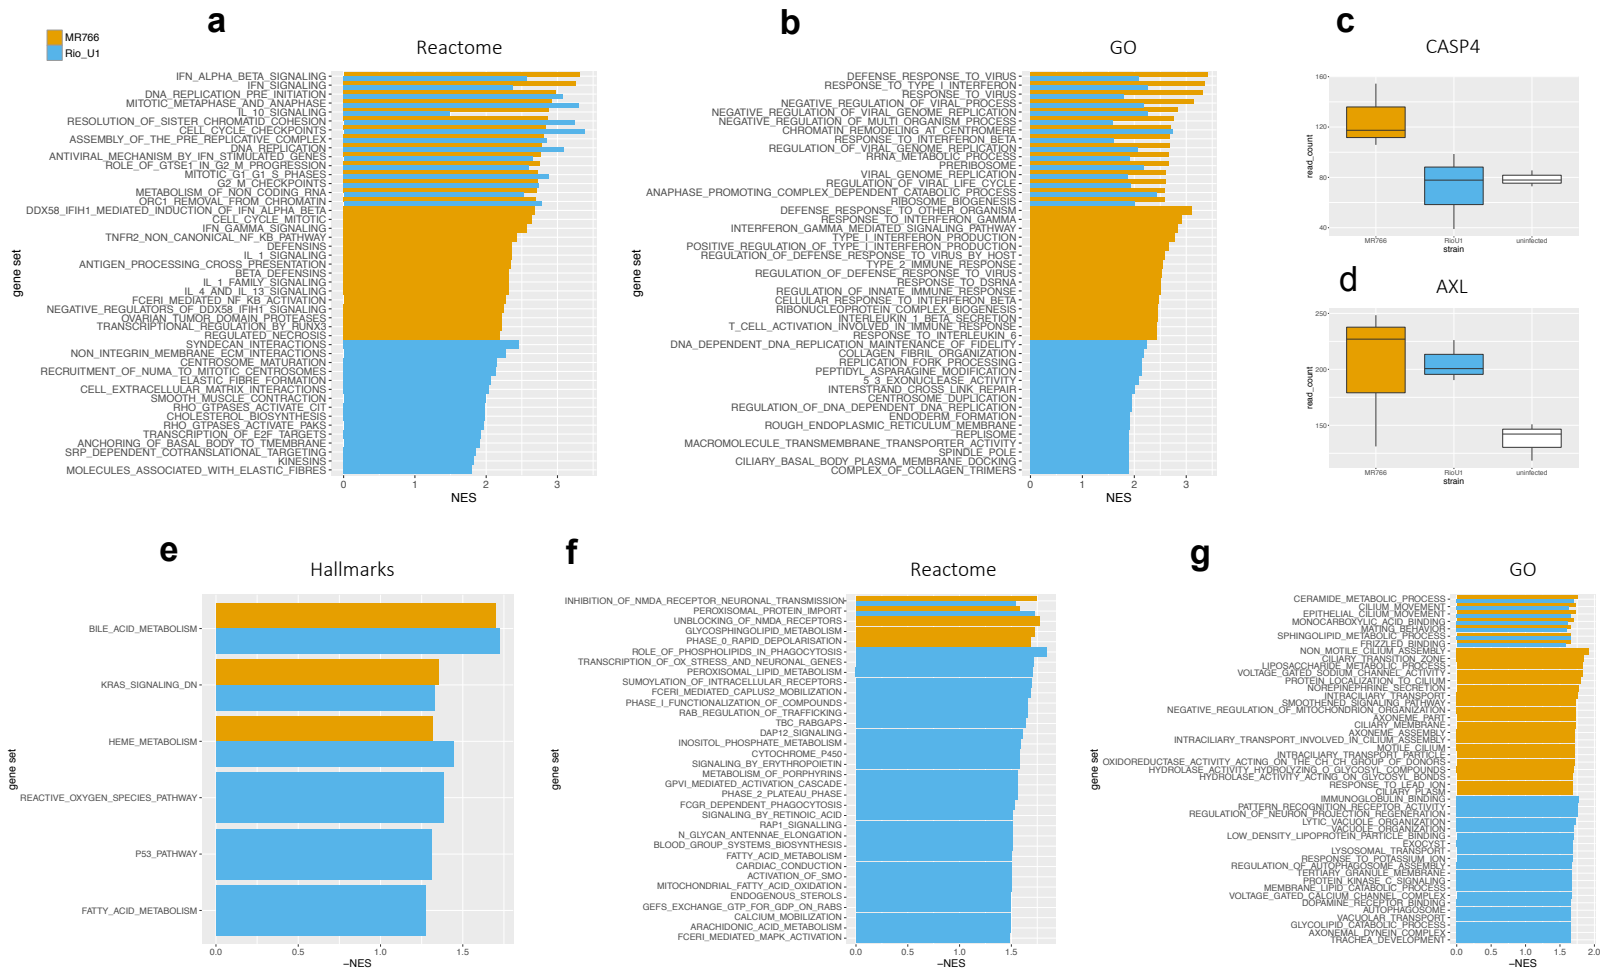 MR766
Rio_U1
a
Reactome
IFN_ALPHA_BETA_SIGNALING
IFN_SIGNALING
DNA_REPLICATION_PRE_INITIATION
MITOTIC_METAPHASE_AND_ANAPHASE
IL_10_SIGNALING
RESOLUTION_OF_SISTER_CHROMATID_COHESION
CELL_CYCLE_CHECKPOINTS
ASSEMBLY_OF_THE_PRE_REPLICATIVE_COMPLEX
DNA_REPLICATION
ANTIVIRAL_MECHANISM_BY_IFN_STIMULATED_GENES
ROLE_OF_GTSE1_IN_G2_M_PROGRESSION
MITOTIC_G1_G1_S_PHASES
G2_M_CHECKPOINTS
METABOLISM_OF_NON_CODING_RNA
ORC1_REMOVAL_FROM_CHROMATIN
DDX58_IFIH1_MEDIATED_INDUCTION_OF_IFN_ALPHA_BETA
CELL_CYCLE_MITOTIC
IFN_GAMMA_SIGNALING
TNFR2_NON_CANONICAL_NF_KB_PATHWAY
DEFENSINS
IL_1_SIGNALING
ANTIGEN_PROCESSING_CROSS_PRESENTATION
BETA_DEFENSINS
IL_1_FAMILY_SIGNALING
IL_4_AND_IL_13_SIGNALING
FCERI_MEDIATED_NF_KB_ACTIVATION
NEGATIVE_REGULATORS_OF_DDX58_IFIH1_SIGNALING
OVARIAN_TUMOR_DOMAIN_PROTEASES
TRANSCRIPTIONAL_REGULATION_BY_RUNX3
REGULATED_NECROSIS
SYNDECAN_INTERACTIONS
NON_INTEGRIN_MEMBRANE_ECM_INTERACTIONS
CENTROSOME_MATURATION
RECRUITMENT_OF_NUMA_TO_MITOTIC_CENTROSOMES
ELASTIC_FIBRE_FORMATION
CELL_EXTRACELLULAR_MATRIX_INTERACTIONS
SMOOTH_MUSCLE_CONTRACTION
RHO_GTPASES_ACTIVATE_CIT
CHOLESTEROL_BIOSYNTHESIS
RHO_GTPASES_ACTIVATE_PAKS
TRANSCRIPTION_OF_E2F_TARGETS
ANCHORING_OF_BASAL_BODY_TO_TMEMBRANE
SRP_DEPENDENT_COTRANSLATIONAL_TARGETING
KINESINS
MOLECULES_ASSOCIATED_WITH_ELASTIC_FIBRES
gene set
0 1 2 3
NES
b
GO
DEFENSE_RESPONSE_TO_VIRUS
RESPONSE_TO_TYPE_I_INTERFERON
RESPONSE_TO_VIRUS
NEGATIVE_REGULATION_OF_VIRAL_PROCESS
NEGATIVE_REGULATION_OF_VIRAL_GENOME_REPLICATION
NEGATIVE_REGULATION_OF_MULTI_ORGANISM_PROCESS
CHROMATIN_REMODELING_AT_CENTROMERE
RESPONSE_TO_INTERFERON_BETA
REGULATION_OF_VIRAL_GENOME_REPLICATION
RRNA_METABOLIC_PROCESS
PRERIBOSOME
VIRAL_GENOME_REPLICATION
REGULATION_OF_VIRAL_LIFE_CYCLE
ANAPHASE_PROMOTING_COMPLEX_DEPENDENT_CATABOLIC_PROCESS
RIBOSOME_BIOGENESIS
DEFENSE_RESPONSE_TO_OTHER_ORGANISM
RESPONSE_TO_INTERFERON_GAMMA
INTERFERON_GAMMA_MEDIATED_SIGNALING_PATHWAY
TYPE_I_INTERFERON_PRODUCTION
POSITIVE_REGULATION_OF_TYPE_I_INTERFERON_PRODUCTION
REGULATION_OF_DEFENSE_RESPONSE_TO_VIRUS_BY_HOST
TYPE_2_IMMUNE_RESPONSE
REGULATION_OF_DEFENSE_RESPONSE_TO_VIRUS
RESPONSE_TO_DSRNA
REGULATION_OF_INNATE_IMMUNE_RESPONSE
CELLULAR_RESPONSE_TO_INTERFERON_BETA
RIBONUCLEOPROTEIN_COMPLEX_BIOGENESIS
INTERLEUKIN_1_BETA_SECRETION
T_CELL_ACTIVATION_INVOLVED_IN_IMMUNE_RESPONSE
RESPONSE_TO_INTERLEUKIN_6
DNA_DEPENDENT_DNA_REPLICATION_MAINTENANCE_OF_FIDELITY
COLLAGEN_FIBRIL_ORGANIZATION
REPLICATION_FORK_PROCESSING
PEPTIDYL_ASPARAGINE_MODIFICATION
5_3_EXONUCLEASE_ACTIVITY
INTERSTRAND_CROSS_LINK_REPAIR
CENTROSOME_DUPLICATION
REGULATION_OF_DNA_DEPENDENT_DNA_REPLICATION
ENDODERM_FORMATION
ROUGH_ENDOPLASMIC_RETICULUM_MEMBRANE
REPLISOME
MACROMOLECULE_TRANSMEMBRANE_TRANSPORTER_ACTIVITY
SPINDLE_POLE
CILIARY_BASAL_BODY_PLASMA_MEMBRANE_DOCKING
COMPLEX_OF_COLLAGEN_TRIMERS
gene set
0 1 2 3
NES
c
CASP4
160
120
80
40
read_count
MR766 RioU1 uninfected
strain
d
AXL
250
200
150
read_count
MR766 RioU1 uninfected
strain
e
Hallmarks
BILE_ACID_METABOLISM
KRAS_SIGNALING_DN
HEME_METABOLISM
REACTIVE_OXYGEN_SPECIES_PATHWAY
P53_PATHWAY
FATTY_ACID_METABOLISM
gene set
0.0 0.5 1.0 1.5
−NES
f
Reactome
INHIBITION_OF_NMDA_RECEPTOR_NEURONAL_TRANSMISSION
PEROXISOMAL_PROTEIN_IMPORT
UNBLOCKING_OF_NMDA_RECEPTORS
GLYCOSPHINGOLIPID_METABOLISM
PHASE_0_RAPID_DEPOLARISATION
ROLE_OF_PHOSPHOLIPIDS_IN_PHAGOCYTOSIS
TRANSCRIPTION_OF_OX_STRESS_AND_NEURONAL_GENES
PEROXISOMAL_LIPID_METABOLISM
SUMOYLATION_OF_INTRACELLULAR_RECEPTORS
FCERI_MEDIATED_CAPLUS2_MOBILIZATION
PHASE_I_FUNCTIONALIZATION_OF_COMPOUNDS
RAB_REGULATION_OF_TRAFFICKING
TBC_RABGAPS
DAP12_SIGNALING
INOSITOL_PHOSPHATE_METABOLISM
CYTOCHROME_P450
SIGNALING_BY_ERYTHROPOIETIN
METABOLISM_OF_PORPHYRINS
GPVI_MEDIATED_ACTIVATION_CASCADE
PHASE_2_PLATEAU_PHASE
FCGR_DEPENDENT_PHAGOCYTOSIS
SIGNALING_BY_RETINOIC_ACID
RAP1_SIGNALLING
N_GLYCAN_ANTENNAE_ELONGATION
BLOOD_GROUP_SYSTEMS_BIOSYNTHESIS
FATTY_ACID_METABOLISM
CARDIAC_CONDUCTION
ACTIVATION_OF_SMO
MITOCHONDRIAL_FATTY_ACID_OXIDATION
ENDOGENOUS_STEROLS
GEFS_EXCHANGE_GTP_FOR_GDP_ON_RABS
CALCIUM_MOBILIZATION
ARACHIDONIC_ACID_METABOLISM
FCERI_MEDIATED_MAPK_ACTIVATION
gene set
0.0 0.5 1.0 1.5
−NES
g
GO
CERAMIDE_METABOLIC_PROCESS
CILIUM_MOVEMENT
EPITHELIAL_CILIUM_MOVEMENT
MONOCARBOXYLIC_ACID_BINDING
MATING_BEHAVIOR
SPHINGOLIPID_METABOLIC_PROCESS
FRIZZLED_BINDING
NON_MOTILE_CILIUM_ASSEMBLY
CILIARY_TRANSITION_ZONE
LIPOSACCHARIDE_METABOLIC_PROCESS
VOLTAGE_GATED_SODIUM_CHANNEL_ACTIVITY
PROTEIN_LOCALIZATION_TO_CILIUM
NOREPINEPHRINE_SECRETION
INTRACILIARY_TRANSPORT
SMOOTHENED_SIGNALING_PATHWAY
NEGATIVE_REGULATION_OF_MITOCHONDRION_ORGANIZATION
AXONEME_PART
CILIARY_MEMBRANE
AXONEME_ASSEMBLY
INTRACILIARY_TRANSPORT_INVOLVED_IN_CILIUM_ASSEMBLY
MOTILE_CILIUM
INTRACILIARY_TRANSPORT_PARTICLE
OXIDOREDUCTASE_ACTIVITY_ACTING_ON_THE_CH_CH_GROUP_OF_DONORS
HYDROLASE_ACTIVITY_HYDROLYZING_O_GLYCOSYL_COMPOUNDS
HYDROLASE_ACTIVITY_ACTING_ON_GLYCOSYL_BONDS
RESPONSE_TO_LEAD_ION
CILIARY_PLASM
IMMUNOGLOBULIN_BINDING
PATTERN_RECOGNITION_RECEPTOR_ACTIVITY
REGULATION_OF_NEURON_PROJECTION_REGENERATION
LYTIC_VACUOLE_ORGANIZATION
VACUOLE_ORGANIZATION
LOW_DENSITY_LIPOPROTEIN_PARTICLE_BINDING
EXOCYST
LYSOSOMAL_TRANSPORT
RESPONSE_TO_POTASSIUM_ION
REGULATION_OF_AUTOPHAGOSOME_ASSEMBLY
TERTIARY_GRANULE_MEMBRANE
PROTEIN_KINASE_C_SIGNALING
MEMBRANE_LIPID_CATABOLIC_PROCESS
VOLTAGE_GATED_CALCIUM_CHANNEL_COMPLEX
DOPAMINE_RECEPTOR_BINDING
AUTOPHAGOSOME
VACUOLAR_TRANSPORT
GLYCOLIPID_CATABOLIC_PROCESS
AXONEMAL_DYNEIN_COMPLEX
TRACHEA_DEVELOPMENT
gene set
0.0 0.5 1.0 1.5 2.0
−NES